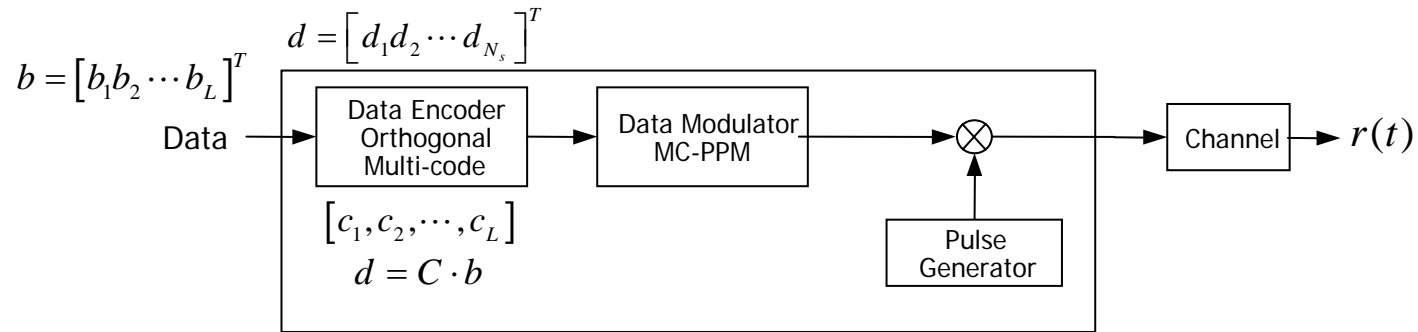 d = [d_1 d_2 ⋯ d_{N_s}]^T
b = [b_1 b_2 ⋯ b_L]^T
Data
Data Encoder
Orthogonal
Multi-code
Data Modulator
MC-PPM
Channel
r(t)
[c_1, c_2, ⋯, c_L]
d = C · b
Pulse
Generator